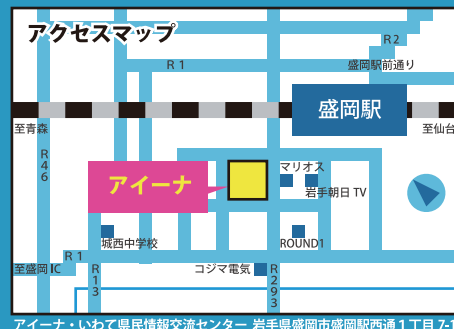 アクセスマップ
R2
R1
盛岡駅前通り
盛岡駅
至青森
至仙台
R46
アイーナ
マリオス
岩手朝日TV
城西中学校
ROUND1
R1
至盛岡IC
R13
コジマ電気
R293
アイーナ・いわて県民情報交流センター 岩手県盛岡市盛岡駅西通1丁目7-1